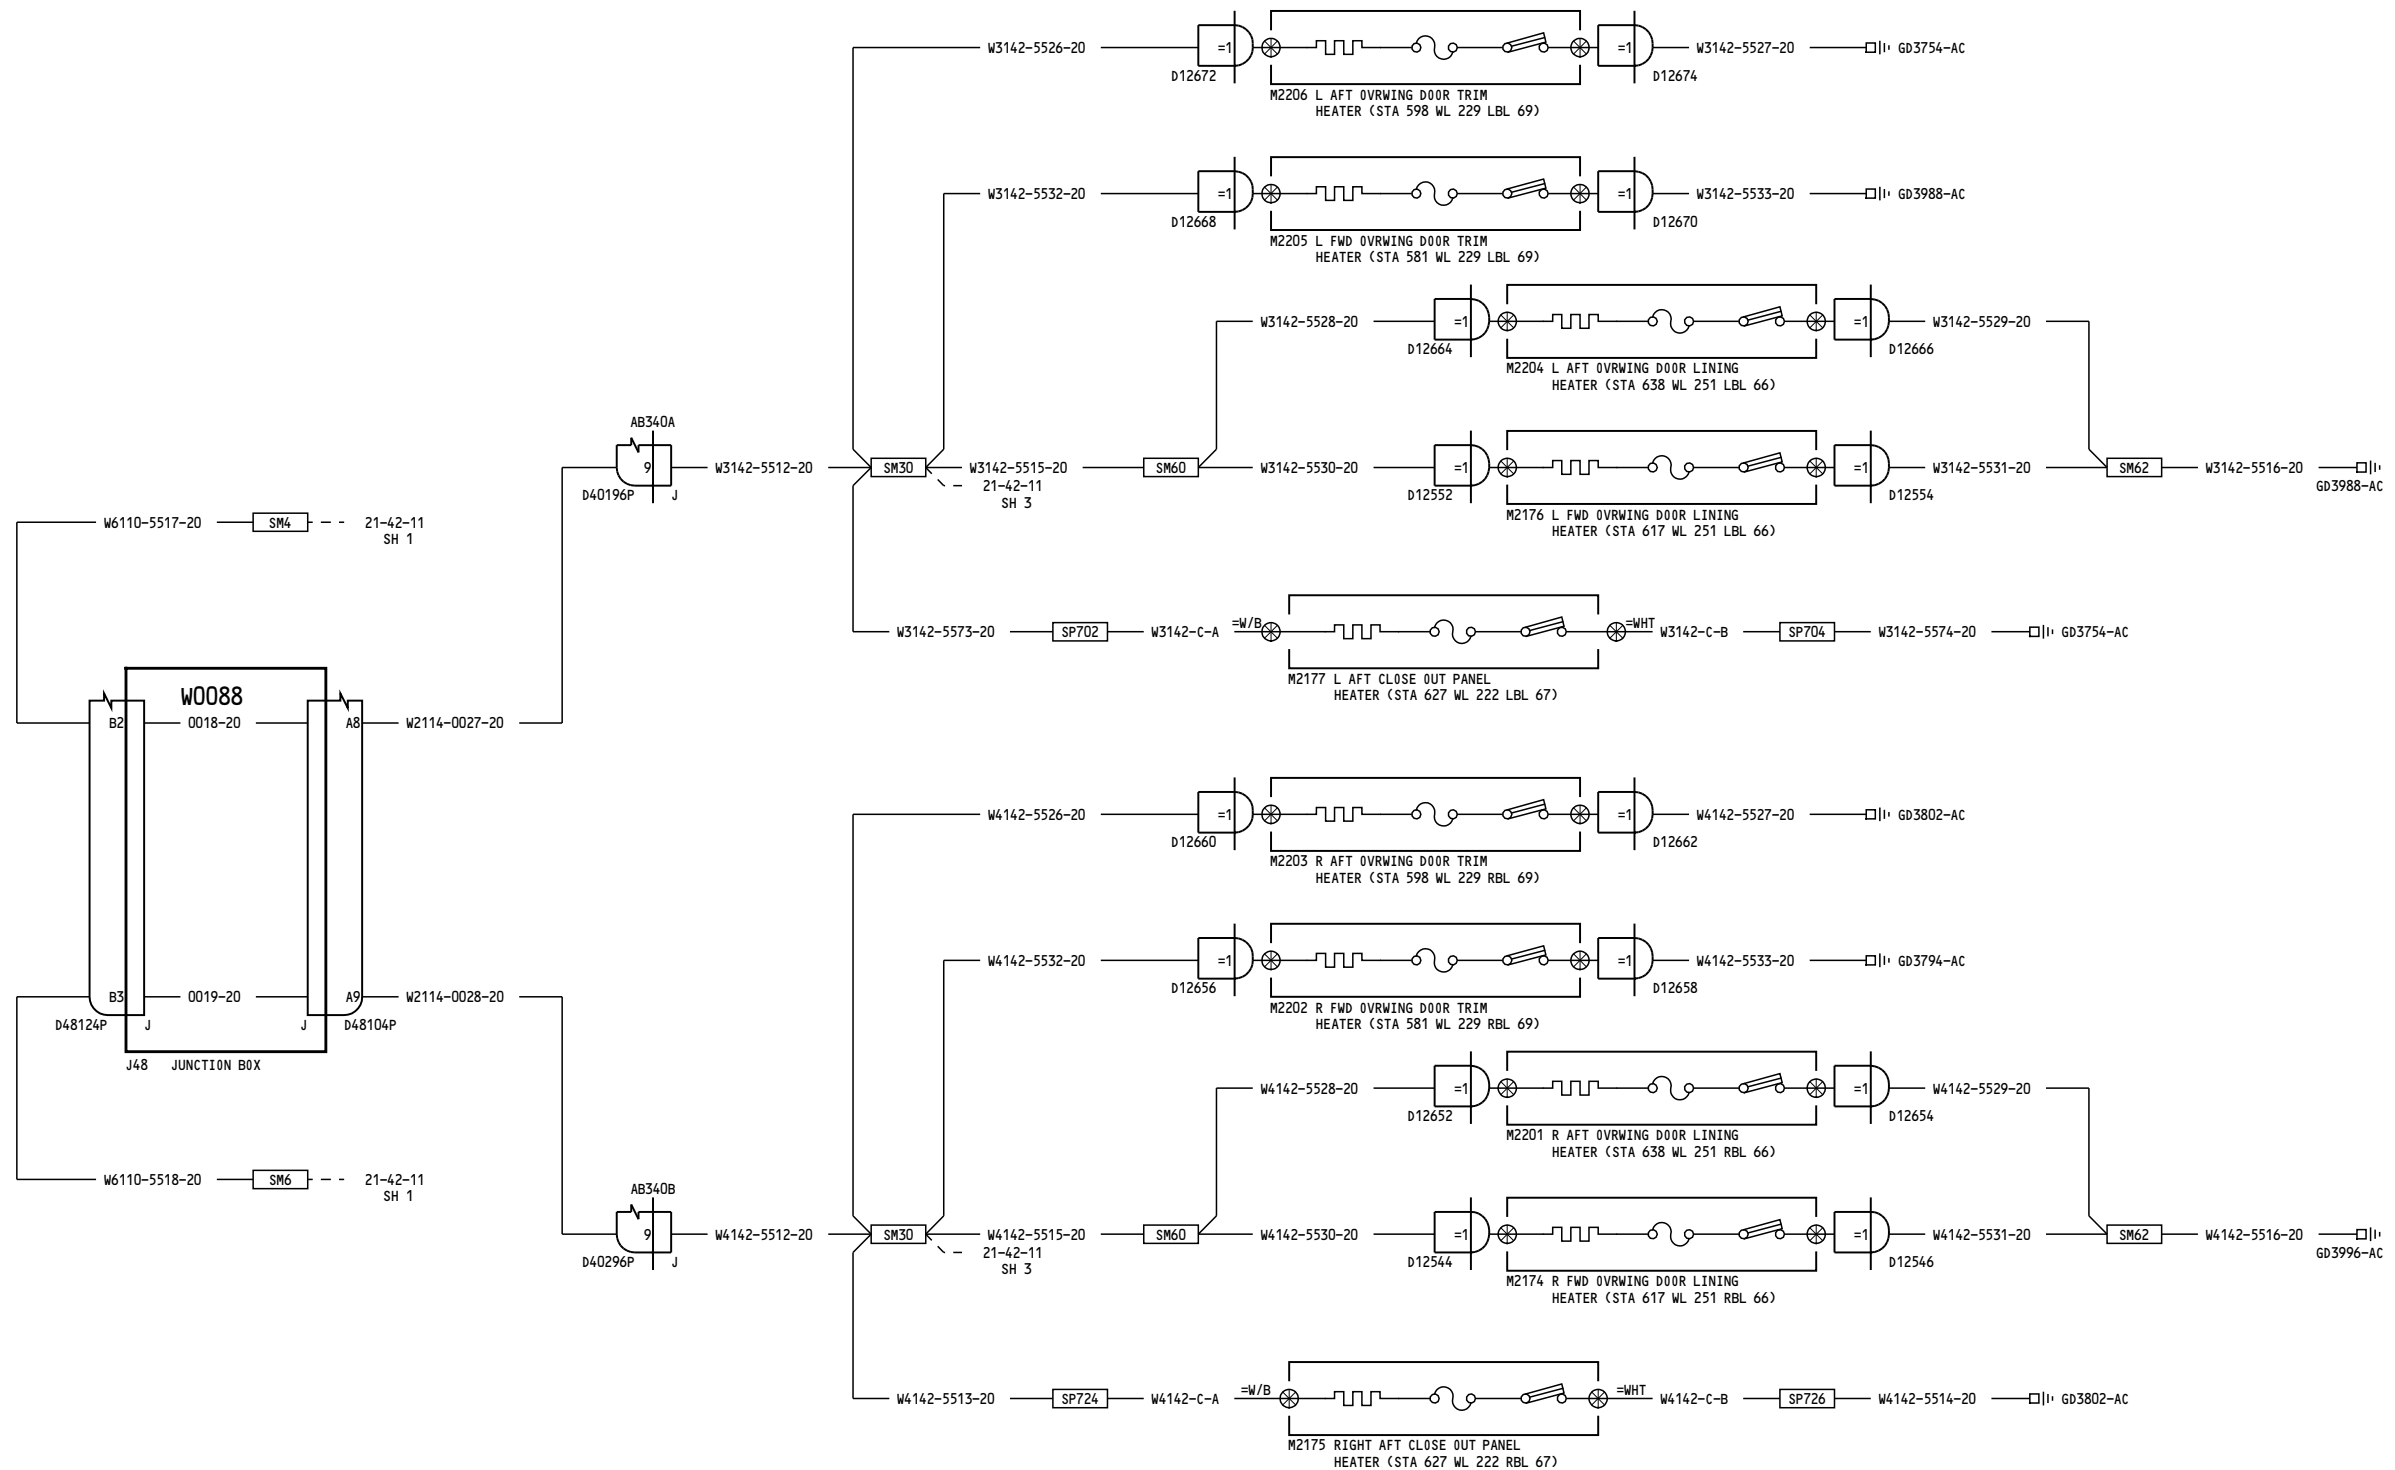 W3142-5526-20
=1
=1
W3142-5527-20
GD3754-AC
D12672
D12674
M2206 L AFT OVRWING DOOR TRIM
HEATER (STA 598 WL 229 LBL 69)
W3142-5532-20
=1
=1
W3142-5533-20
GD3988-AC
D12668
D12670
M2205 L FWD OVRWING DOOR TRIM
HEATER (STA 581 WL 229 LBL 69)
W3142-5528-20
=1
=1
W3142-5529-20
D12664
D12666
M2204 L AFT OVRWING DOOR LINING
HEATER (STA 638 WL 251 LBL 66)
AB340A
9
D40196P
J
W3142-5512-20
SM30
W3142-5515-20
21-42-11
SH 3
SM60
W3142-5530-20
=1
=1
W3142-5531-20
SM62
W3142-5516-20
GD3988-AC
D12552
D12554
M2176 L FWD OVRWING DOOR LINING
HEATER (STA 617 WL 251 LBL 66)
W6110-5517-20
SM4
21-42-11
SH 1
W3142-5573-20
SP702
W3142-C-A
=W/B
=WHT
W3142-C-B
SP704
W3142-5574-20
GD3754-AC
M2177 L AFT CLOSE OUT PANEL
HEATER (STA 627 WL 222 LBL 67)
W0088
B2
0018-20
A8
W2114-0027-20
W4142-5526-20
=1
=1
W4142-5527-20
GD3802-AC
D12660
D12662
M2203 R AFT OVRWING DOOR TRIM
HEATER (STA 598 WL 229 RBL 69)
W4142-5532-20
=1
=1
W4142-5533-20
GD3794-AC
D12656
D12658
M2202 R FWD OVRWING DOOR TRIM
HEATER (STA 581 WL 229 RBL 69)
B3
0019-20
A9
W2114-0028-20
D48124P
J
J
D48104P
J48 JUNCTION BOX
W4142-5528-20
=1
=1
W4142-5529-20
D12652
D12654
M2201 R AFT OVRWING DOOR LINING
HEATER (STA 638 WL 251 RBL 66)
W6110-5518-20
SM6
21-42-11
SH 1
AB340B
9
D40296P
J
W4142-5512-20
SM30
W4142-5515-20
21-42-11
SH 3
SM60
W4142-5530-20
=1
=1
W4142-5531-20
SM62
W4142-5516-20
GD3996-AC
D12544
D12546
M2174 R FWD OVRWING DOOR LINING
HEATER (STA 617 WL 251 RBL 66)
W4142-5513-20
SP724
W4142-C-A
=W/B
=WHT
W4142-C-B
SP726
W4142-5514-20
GD3802-AC
M2175 RIGHT AFT CLOSE OUT PANEL
HEATER (STA 627 WL 222 RBL 67)